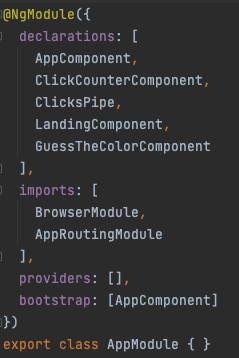 @NgModule({
  declarations: [
    AppComponent,
    ClickCounterComponent,
    ClicksPipe,
    LandingComponent,
    GuessTheColorComponent
  ],
  imports: [
    BrowserModule,
    AppRoutingModule
  ],
  providers: [],
  bootstrap: [AppComponent]
})
export class AppModule { }